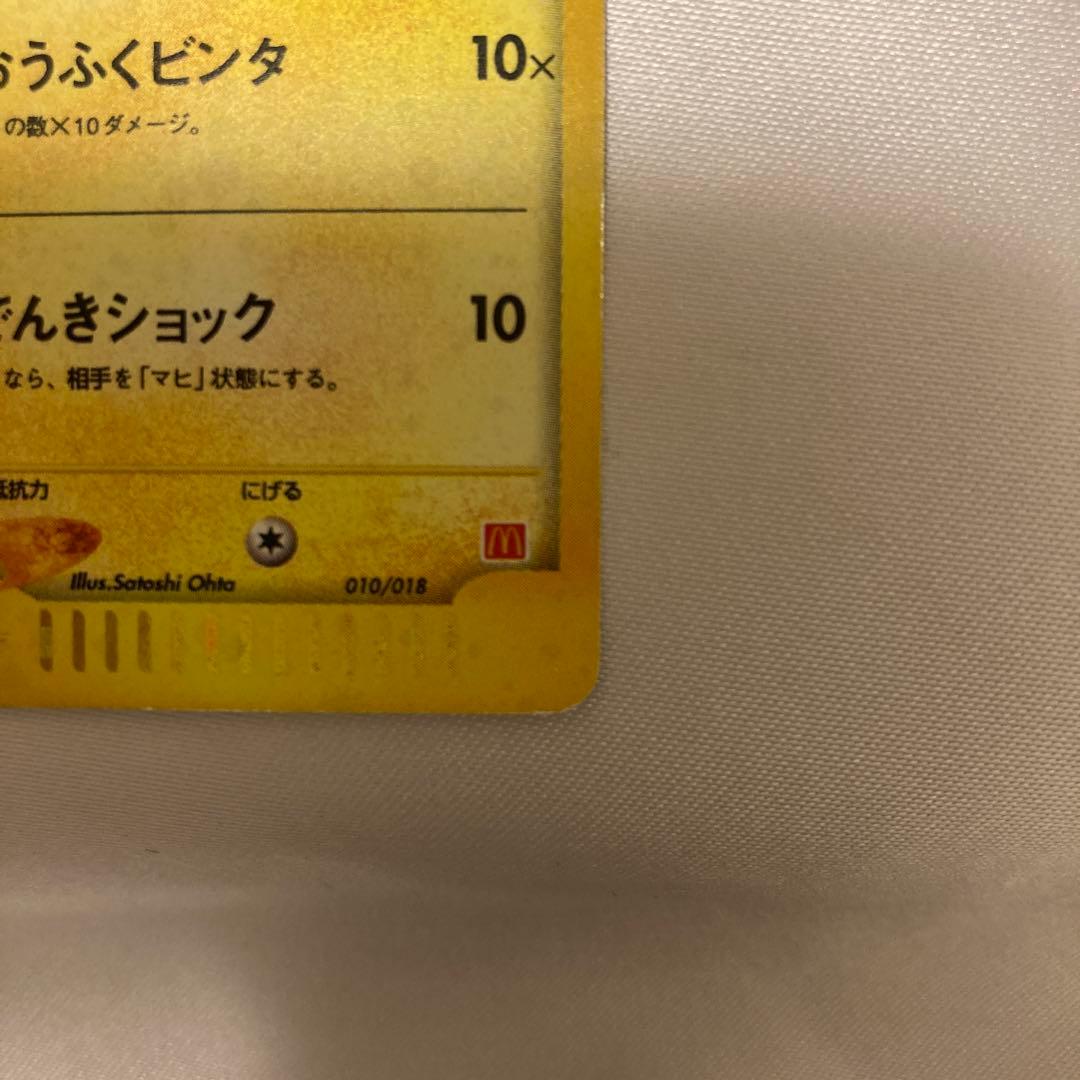 おうふくビンタ 10×
の数×10ダメージ。
でんきショック 10
なら、相手を「マヒ」状態にする。
抵抗力 にげる
Illus.Satoshi Ohta 010/018